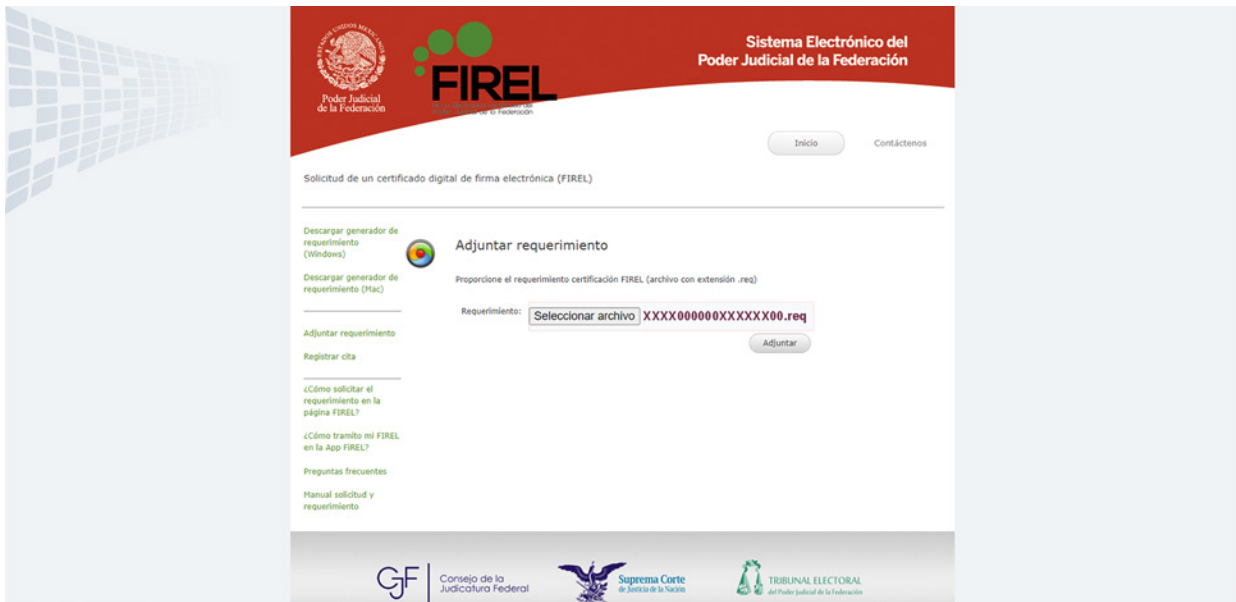 ESTADOS UNIDOS MEXICANOS
Poder Judicial
de la Federación
FIREL
Sistema Electrónico del
Poder Judicial de la Federación
Inicio
Contáctenos
Solicitud de un certificado digital de firma electrónica (FIREL)
Descargar generador de
requerimiento
(Windows)
Descargar generador de
requerimiento (Mac)
Adjuntar requerimiento
Registrar cita
¿Cómo solicitar el
requerimiento en la
página FIREL?
¿Cómo tramito mi FIREL
en la App FIREL?
Preguntas frecuentes
Manual solicitud y
requerimiento
Adjuntar requerimiento
Proporcione el requerimiento certificación FIREL (archivo con extensión .req)
Requerimiento: Seleccionar archivo XXXX000000XXXXXX00.req
Adjuntar
CJF
Consejo de la
Judicatura Federal
Suprema Corte
de Justicia de la Nación
TRIBUNAL ELECTORAL
del Poder Judicial de la Federación